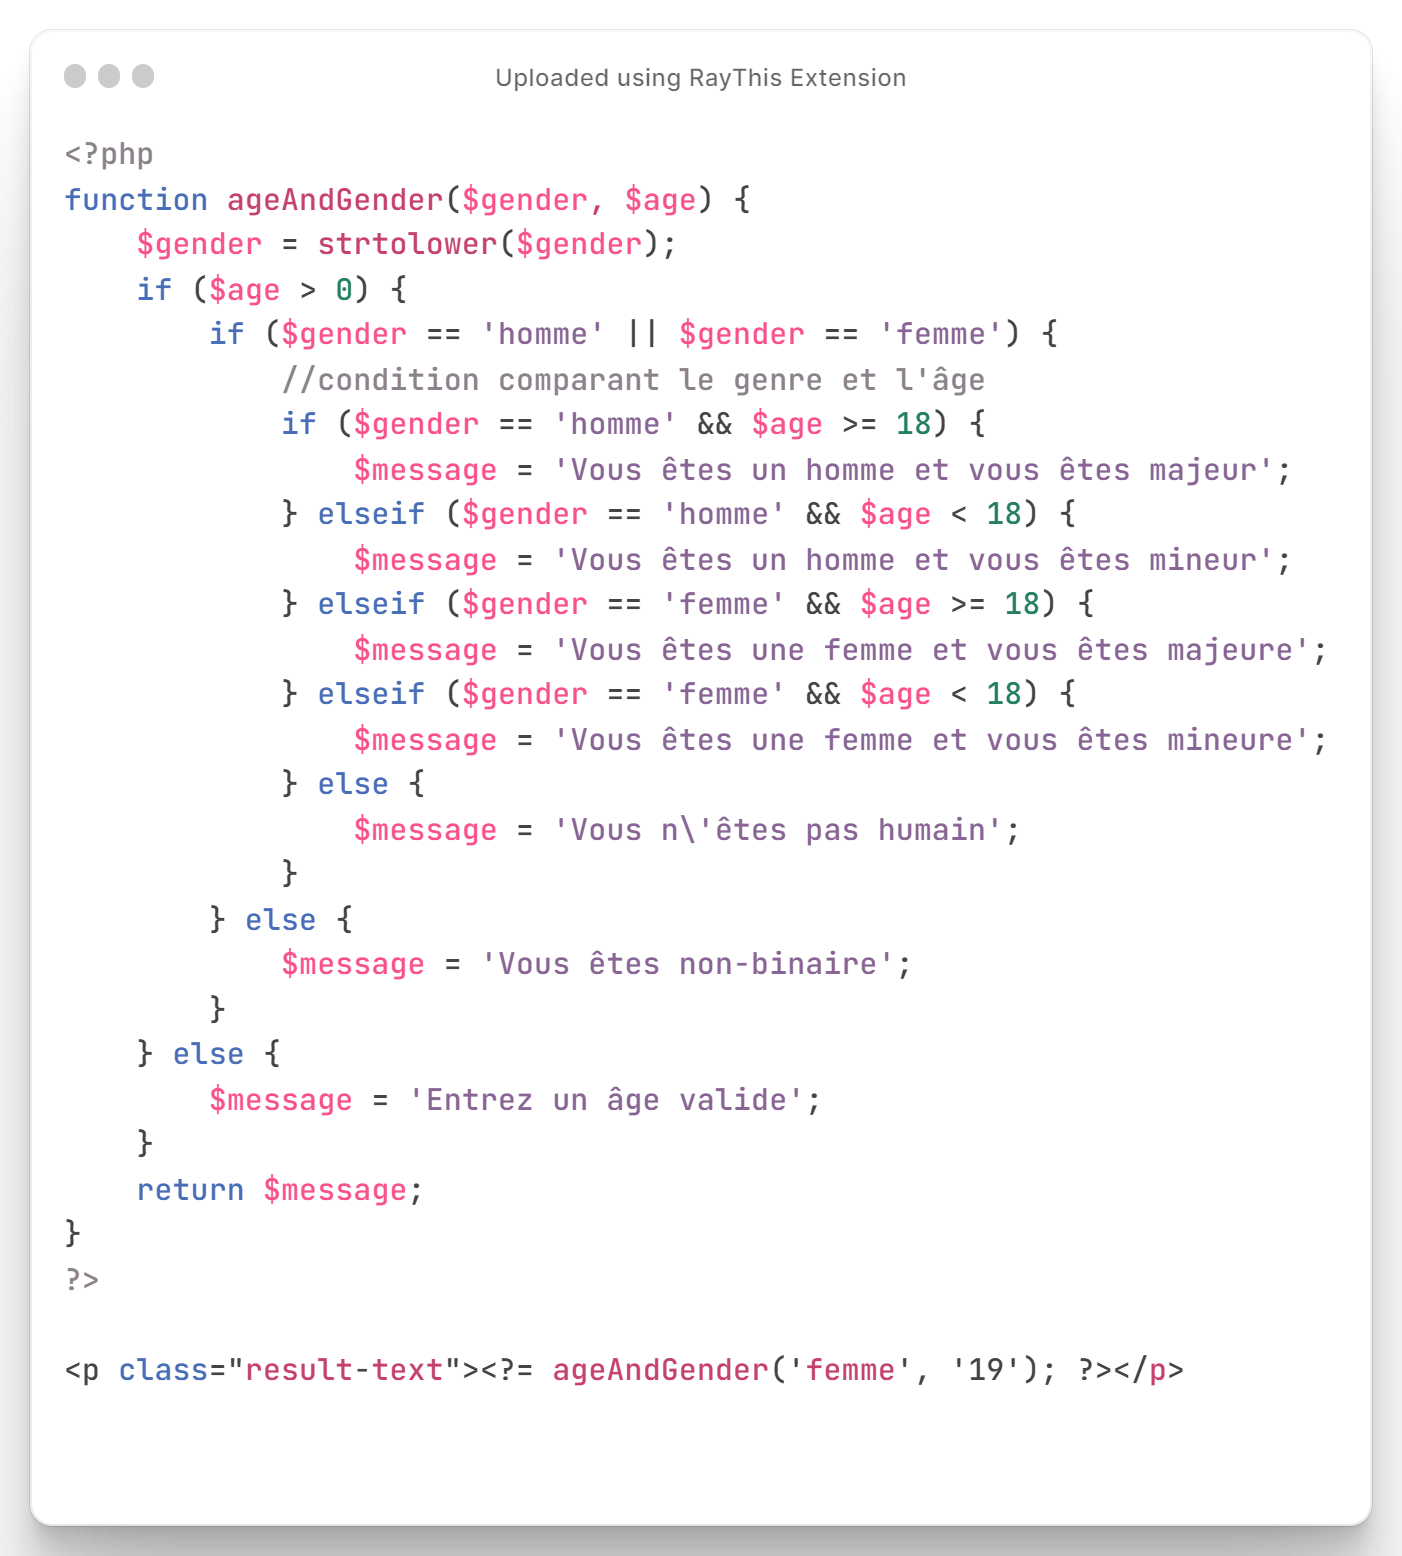 Uploaded using RayThis Extension
<?php
function ageAndGender($gender, $age) {
    $gender = strtolower($gender);
    if ($age > 0) {
        if ($gender == 'homme' || $gender == 'femme') {
            //condition comparant le genre et l'âge
            if ($gender == 'homme' && $age >= 18) {
                $message = 'Vous êtes un homme et vous êtes majeur';
            } elseif ($gender == 'homme' && $age < 18) {
                $message = 'Vous êtes un homme et vous êtes mineur';
            } elseif ($gender == 'femme' && $age >= 18) {
                $message = 'Vous êtes une femme et vous êtes majeure';
            } elseif ($gender == 'femme' && $age < 18) {
                $message = 'Vous êtes une femme et vous êtes mineure';
            } else {
                $message = 'Vous n\'êtes pas humain';
            }
        } else {
            $message = 'Vous êtes non-binaire';
        }
    } else {
        $message = 'Entrez un âge valide';
    }
    return $message;
}
?>

<p class="result-text"><?= ageAndGender('femme', '19'); ?></p>